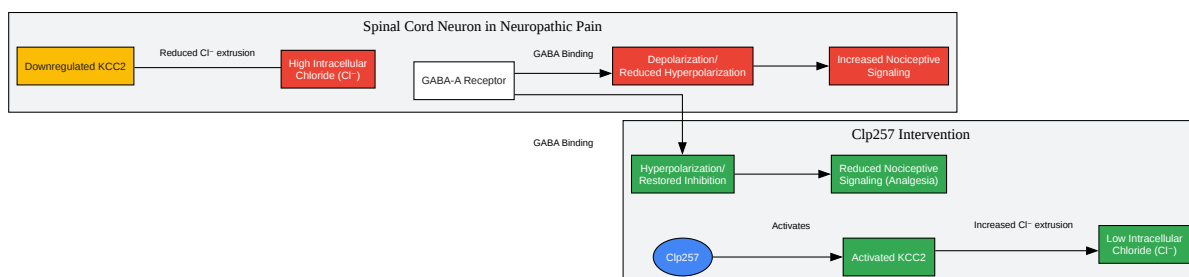 Spinal Cord Neuron in Neuropathic Pain
Downregulated KCC2
Reduced Cl⁻ extrusion
High Intracellular
Chloride (Cl⁻)
GABA-A Receptor
GABA Binding
Depolarization/
Reduced Hyperpolarization
Increased Nociceptive
Signaling
GABA Binding
Clp257 Intervention
Hyperpolarization/
Restored Inhibition
Reduced Nociceptive
Signaling (Analgesia)
Clp257
Activates
Activated KCC2
Increased Cl⁻ extrusion
Low Intracellular
Chloride (Cl⁻)